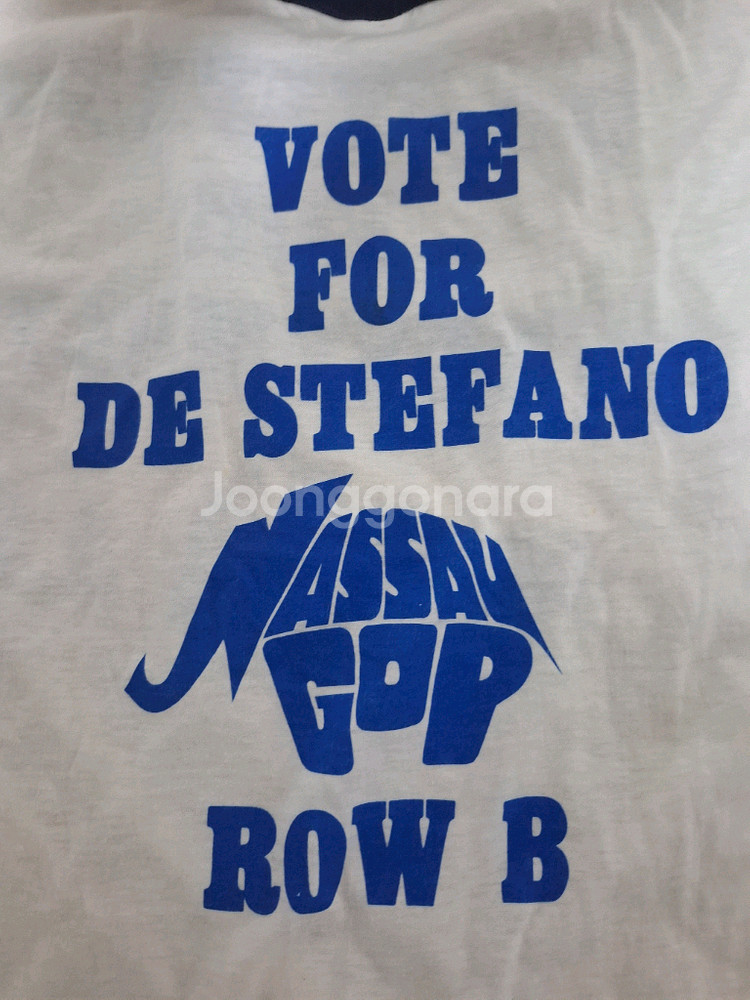 VOTE
FOR
DE STEFANO
Joonggonara
NASSAU
GOP
ROW B